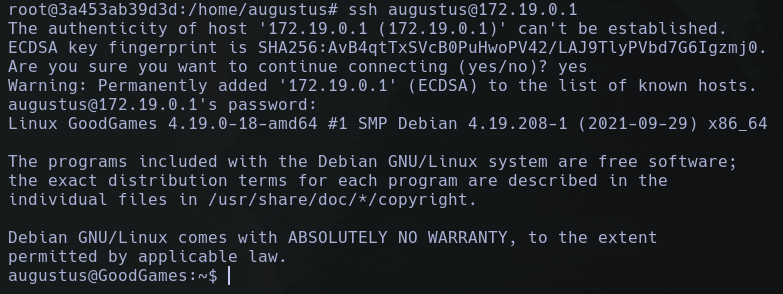 root@3a453ab39d3d:/home/augustus# ssh augustus@172.19.0.1
The authenticity of host '172.19.0.1 (172.19.0.1)' can't be established.
ECDSA key fingerprint is SHA256:AvB4qtTxSVcB0PuHwoPV42/LAJ9TlyPVbd7G6Igzmj0.
Are you sure you want to continue connecting (yes/no)? yes
Warning: Permanently added '172.19.0.1' (ECDSA) to the list of known hosts.
augustus@172.19.0.1's password:
Linux GoodGames 4.19.0-18-amd64 #1 SMP Debian 4.19.208-1 (2021-09-29) x86_64
The programs included with the Debian GNU/Linux system are free software;
the exact distribution terms for each program are described in the
individual files in /usr/share/doc/*/copyright.
Debian GNU/Linux comes with ABSOLUTELY NO WARRANTY, to the extent
permitted by applicable law.
augustus@GoodGames:~$